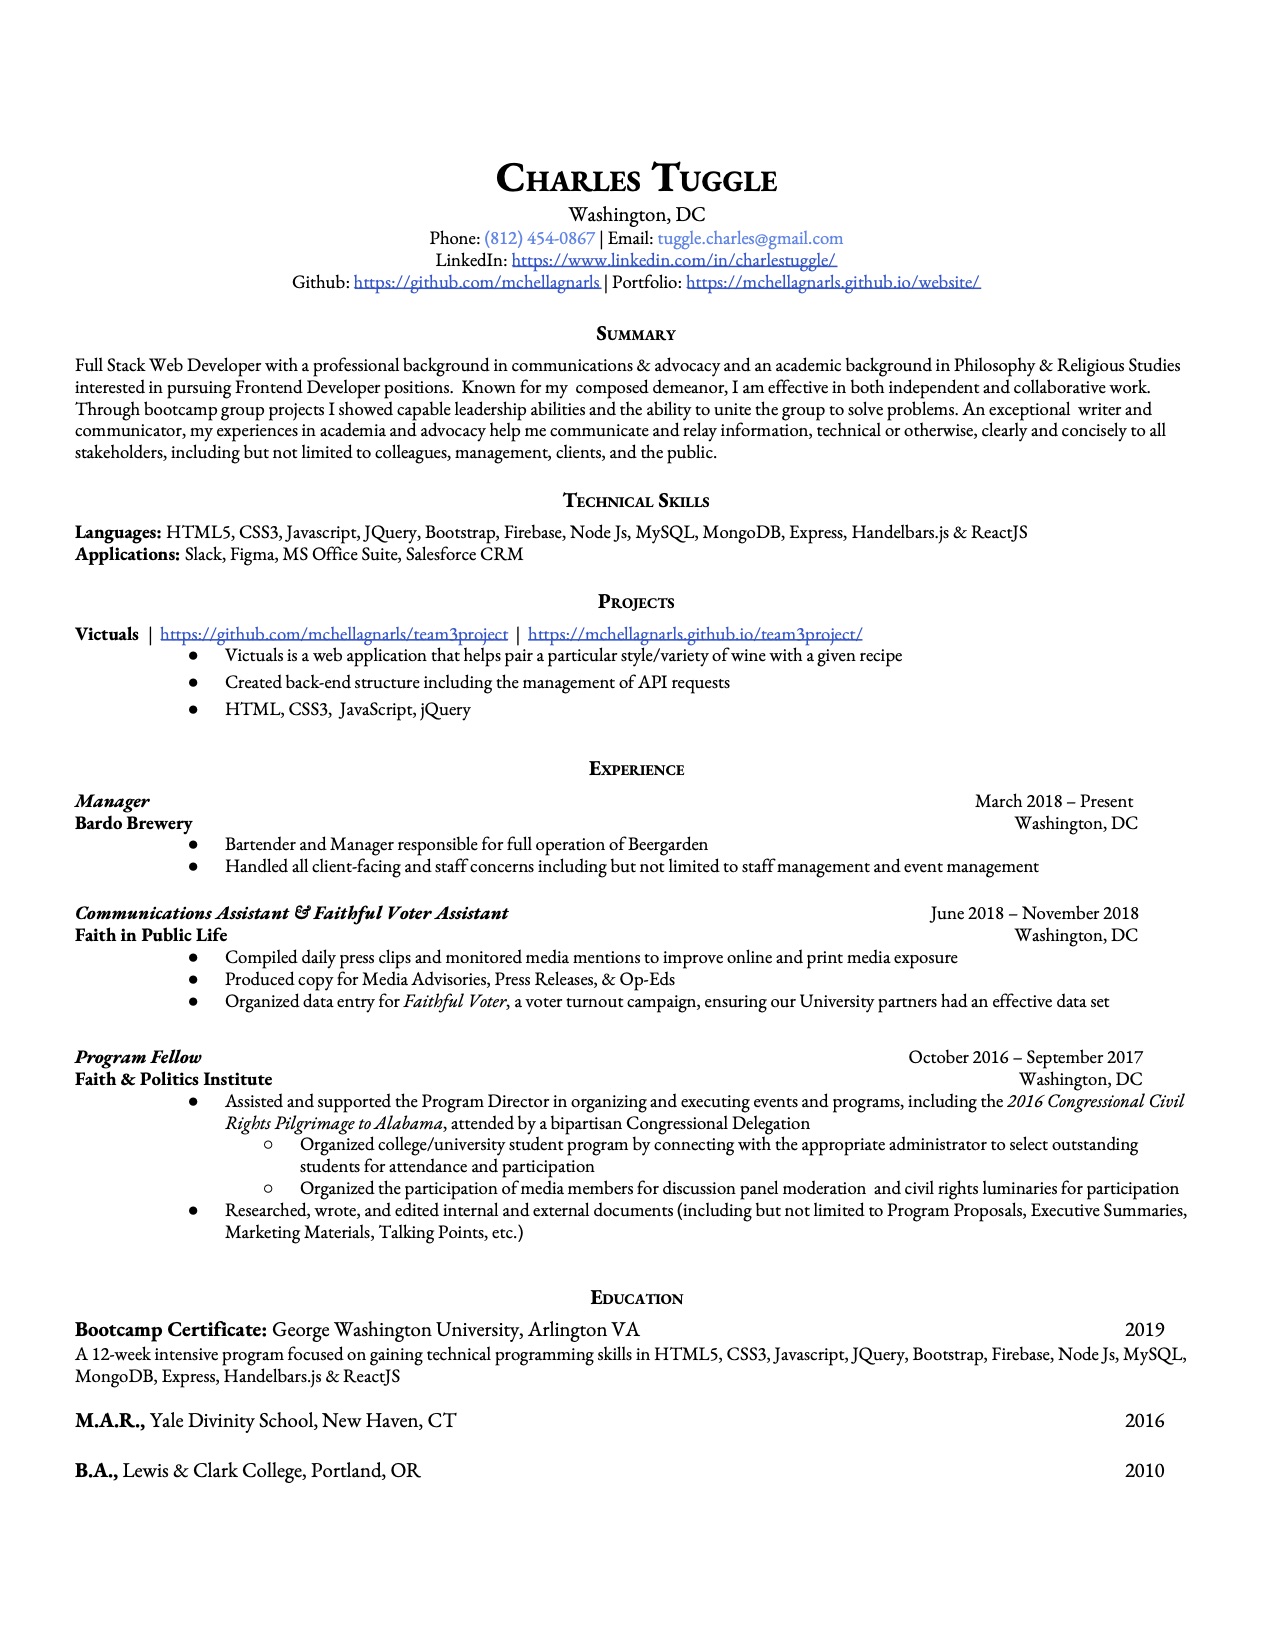 Charles Tuggle
Washington, DC
Phone: (812) 454-0867 | Email: tuggle.charles@gmail.com
LinkedIn: https://www.linkedin.com/in/charlestuggle/
Github: https://github.com/mchellagnarls | Portfolio: https://mchellagnarls.github.io/website/
Summary
Full Stack Web Developer with a professional background in communications & advocacy and an academic background in Philosophy & Religious Studies
interested in pursuing Frontend Developer positions. Known for my composed demeanor, I am effective in both independent and collaborative work.
Through bootcamp group projects I showed capable leadership abilities and the ability to unite the group to solve problems. An exceptional writer and
communicator, my experiences in academia and advocacy help me communicate and relay information, technical or otherwise, clearly and concisely to all
stakeholders, including but not limited to colleagues, management, clients, and the public.
Technical Skills
Languages: HTML5, CSS3, Javascript, JQuery, Bootstrap, Firebase, Node Js, MySQL, MongoDB, Express, Handelbars.js & ReactJS
Applications: Slack, Figma, MS Office Suite, Salesforce CRM
Projects
Victuals | https://github.com/mchellagnarls/team3project | https://mchellagnarls.github.io/team3project/
● Victuals is a web application that helps pair a particular style/variety of wine with a given recipe
● Created back-end structure including the management of API requests
● HTML, CSS3, JavaScript, jQuery
Experience
Manager March 2018 – Present
Bardo Brewery Washington, DC
● Bartender and Manager responsible for full operation of Beergarden
● Handled all client-facing and staff concerns including but not limited to staff management and event management
Communications Assistant & Faithful Voter Assistant June 2018 – November 2018
Faith in Public Life Washington, DC
● Compiled daily press clips and monitored media mentions to improve online and print media exposure
● Produced copy for Media Advisories, Press Releases, & Op-Eds
● Organized data entry for Faithful Voter, a voter turnout campaign, ensuring our University partners had an effective data set
Program Fellow October 2016 – September 2017
Faith & Politics Institute Washington, DC
● Assisted and supported the Program Director in organizing and executing events and programs, including the 2016 Congressional Civil
Rights Pilgrimage to Alabama, attended by a bipartisan Congressional Delegation
○ Organized college/university student program by connecting with the appropriate administrator to select outstanding
students for attendance and participation
○ Organized the participation of media members for discussion panel moderation and civil rights luminaries for participation
● Researched, wrote, and edited internal and external documents (including but not limited to Program Proposals, Executive Summaries,
Marketing Materials, Talking Points, etc.)
Education
Bootcamp Certificate: George Washington University, Arlington VA 2019
A 12-week intensive program focused on gaining technical programming skills in HTML5, CSS3, Javascript, JQuery, Bootstrap, Firebase, Node Js, MySQL,
MongoDB, Express, Handelbars.js & ReactJS
M.A.R., Yale Divinity School, New Haven, CT 2016
B.A., Lewis & Clark College, Portland, OR 2010